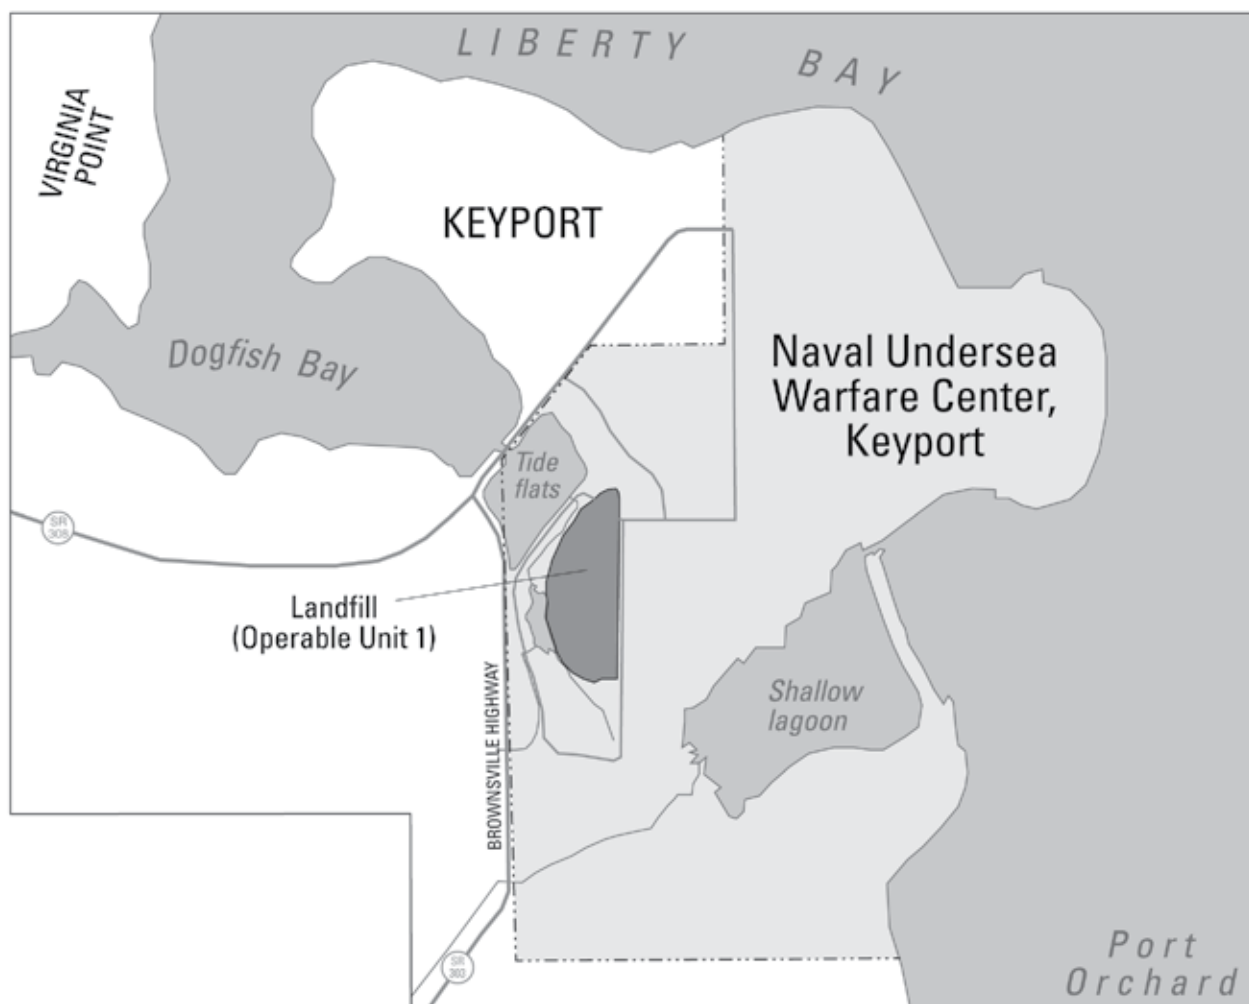 LIBERTY BAY
VIRGINIA
POINT
KEYPORT
Dogfish Bay
Naval Undersea
Warfare Center,
Keyport
Tide
flats
SR
308
Landfill
(Operable Unit 1)
BROWNSVILLE HIGHWAY
Shallow
lagoon
SR
303
Port
Orchard